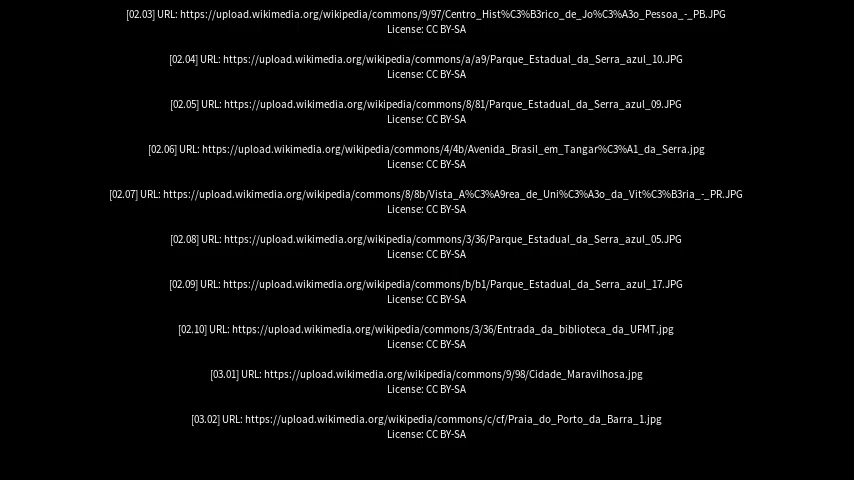 [02.03] URL: https://upload.wikimedia.org/wikipedia/commons/9/97/Centro_Hist%C3%B3rico_de_Jo%C3%A3o_Pessoa_-_PB.JPG
License: CC BY-SA
[02.04] URL: https://upload.wikimedia.org/wikipedia/commons/a/a9/Parque_Estadual_da_Serra_azul_10.JPG
License: CC BY-SA
[02.05] URL: https://upload.wikimedia.org/wikipedia/commons/8/81/Parque_Estadual_da_Serra_azul_09.JPG
License: CC BY-SA
[02.06] URL: https://upload.wikimedia.org/wikipedia/commons/4/4b/Avenida_Brasil_em_Tangar%C3%A1_da_Serra.jpg
License: CC BY-SA
[02.07] URL: https://upload.wikimedia.org/wikipedia/commons/8/8b/Vista_A%C3%A9rea_de_Uni%C3%A3o_da_Vit%C3%B3ria_-_PR.JPG
License: CC BY-SA
[02.08] URL: https://upload.wikimedia.org/wikipedia/commons/3/36/Parque_Estadual_da_Serra_azul_05.JPG
License: CC BY-SA
[02.09] URL: https://upload.wikimedia.org/wikipedia/commons/b/b1/Parque_Estadual_da_Serra_azul_17.JPG
License: CC BY-SA
[02.10] URL: https://upload.wikimedia.org/wikipedia/commons/3/36/Entrada_da_biblioteca_da_UFMT.jpg
License: CC BY-SA
[03.01] URL: https://upload.wikimedia.org/wikipedia/commons/9/98/Cidade_Maravilhosa.jpg
License: CC BY-SA
[03.02] URL: https://upload.wikimedia.org/wikipedia/commons/c/cf/Praia_do_Porto_da_Barra_1.jpg
License: CC BY-SA